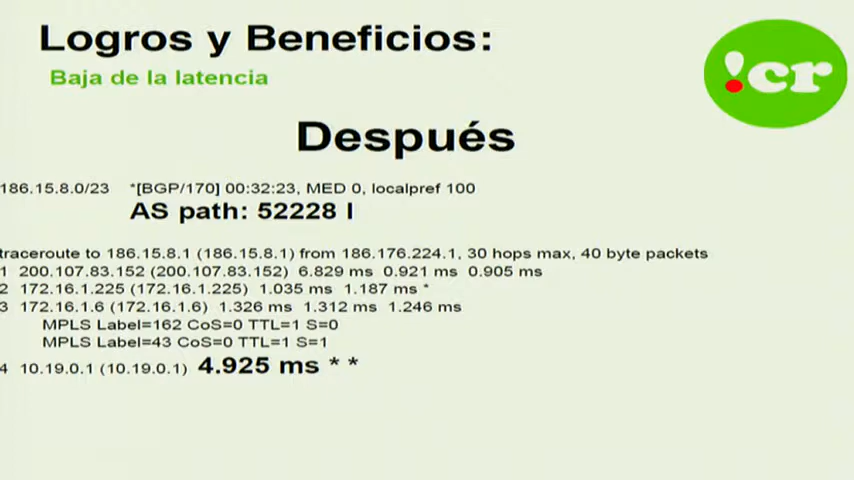 Logros y Beneficios:
Baja de la latencia
!cr
Después
186.15.8.0/23 *[BGP/170] 00:32:23, MED 0, localpref 100
AS path: 52228 I
traceroute to 186.15.8.1 (186.15.8.1) from 186.176.224.1, 30 hops max, 40 byte packets
1 200.107.83.152 (200.107.83.152) 6.829 ms 0.921 ms 0.905 ms
2 172.16.1.225 (172.16.1.225) 1.035 ms 1.187 ms *
3 172.16.1.6 (172.16.1.6) 1.326 ms 1.312 ms 1.246 ms
MPLS Label=162 CoS=0 TTL=1 S=0
MPLS Label=43 CoS=0 TTL=1 S=1
4 10.19.0.1 (10.19.0.1) 4.925 ms * *